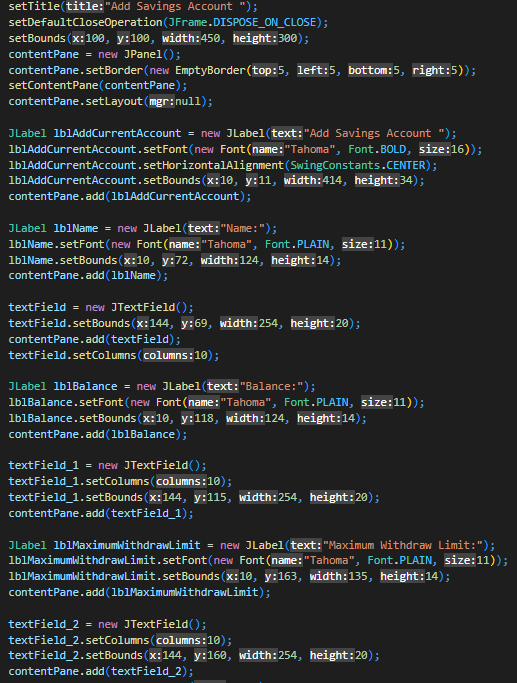 setTitle(title:"Add Savings Account ");
setDefaultCloseOperation(JFrame.DISPOSE_ON_CLOSE);
setBounds(x:100, y:100, width:450, height:300);
contentPane = new JPanel();
contentPane.setBorder(new EmptyBorder(top:5, left:5, bottom:5, right:5));
setContentPane(contentPane);
contentPane.setLayout(mgr:null);

JLabel lblAddCurrentAccount = new JLabel(text:"Add Savings Account ");
lblAddCurrentAccount.setFont(new Font(name:"Tahoma", Font.BOLD, size:16));
lblAddCurrentAccount.setHorizontalAlignment(SwingConstants.CENTER);
lblAddCurrentAccount.setBounds(x:10, y:11, width:414, height:34);
contentPane.add(lblAddCurrentAccount);

JLabel lblName = new JLabel(text:"Name:");
lblName.setFont(new Font(name:"Tahoma", Font.PLAIN, size:11));
lblName.setBounds(x:10, y:72, width:124, height:14);
contentPane.add(lblName);

textField = new JTextField();
textField.setBounds(x:144, y:69, width:254, height:20);
contentPane.add(textField);
textField.setColumns(columns:10);

JLabel lblBalance = new JLabel(text:"Balance:");
lblBalance.setFont(new Font(name:"Tahoma", Font.PLAIN, size:11));
lblBalance.setBounds(x:10, y:118, width:124, height:14);
contentPane.add(lblBalance);

textField_1 = new JTextField();
textField_1.setColumns(columns:10);
textField_1.setBounds(x:144, y:115, width:254, height:20);
contentPane.add(textField_1);

JLabel lblMaximumWithdrawLimit = new JLabel(text:"Maximum Withdraw Limit:");
lblMaximumWithdrawLimit.setFont(new Font(name:"Tahoma", Font.PLAIN, size:11));
lblMaximumWithdrawLimit.setBounds(x:10, y:163, width:135, height:14);
contentPane.add(lblMaximumWithdrawLimit);

textField_2 = new JTextField();
textField_2.setColumns(columns:10);
textField_2.setBounds(x:144, y:160, width:254, height:20);
contentPane.add(textField_2);